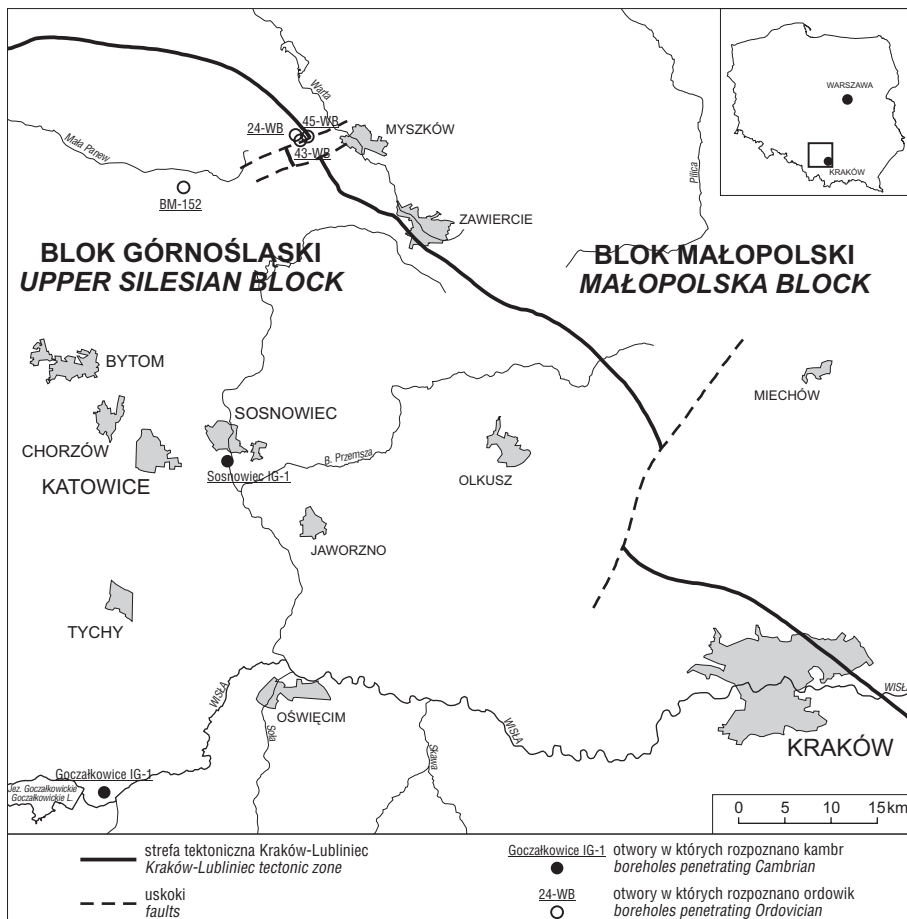 WARSZAWA
KRAKÓW
Warta
24-WB
45-WB
43-WB
MYSZKÓW
Mała Panew
BM-152
Pilica
ZAWIERCIE
BLOK GÓRNOŚLĄSKI
UPPER SILESIAN BLOCK
BLOK MAŁOPOLSKI
MAŁOPOLSKA BLOCK
BYTOM
MIECHÓW
SOSNOWIEC
CHORZÓW
KATOWICE
Sosnowiec IG-1
B. Przemsza
OLKUSZ
JAWORZNO
TYCHY
WISŁA
OŚWIĘCIM
Soła
Skawa
WISŁA
WISŁA
KRAKÓW
Goczałkowice IG-1
Jez. Goczałkowickie
Goczałkowickie L.
0 5 10 15 km
strefa tektoniczna Kraków-Lubliniec
Kraków-Lubliniec tectonic zone
uskoki
faults
Goczałkowice IG-1
otwory w których rozpoznano kambr
boreholes penetrating Cambrian
24-WB
otwory w których rozpoznano ordowik
boreholes penetrating Ordovician